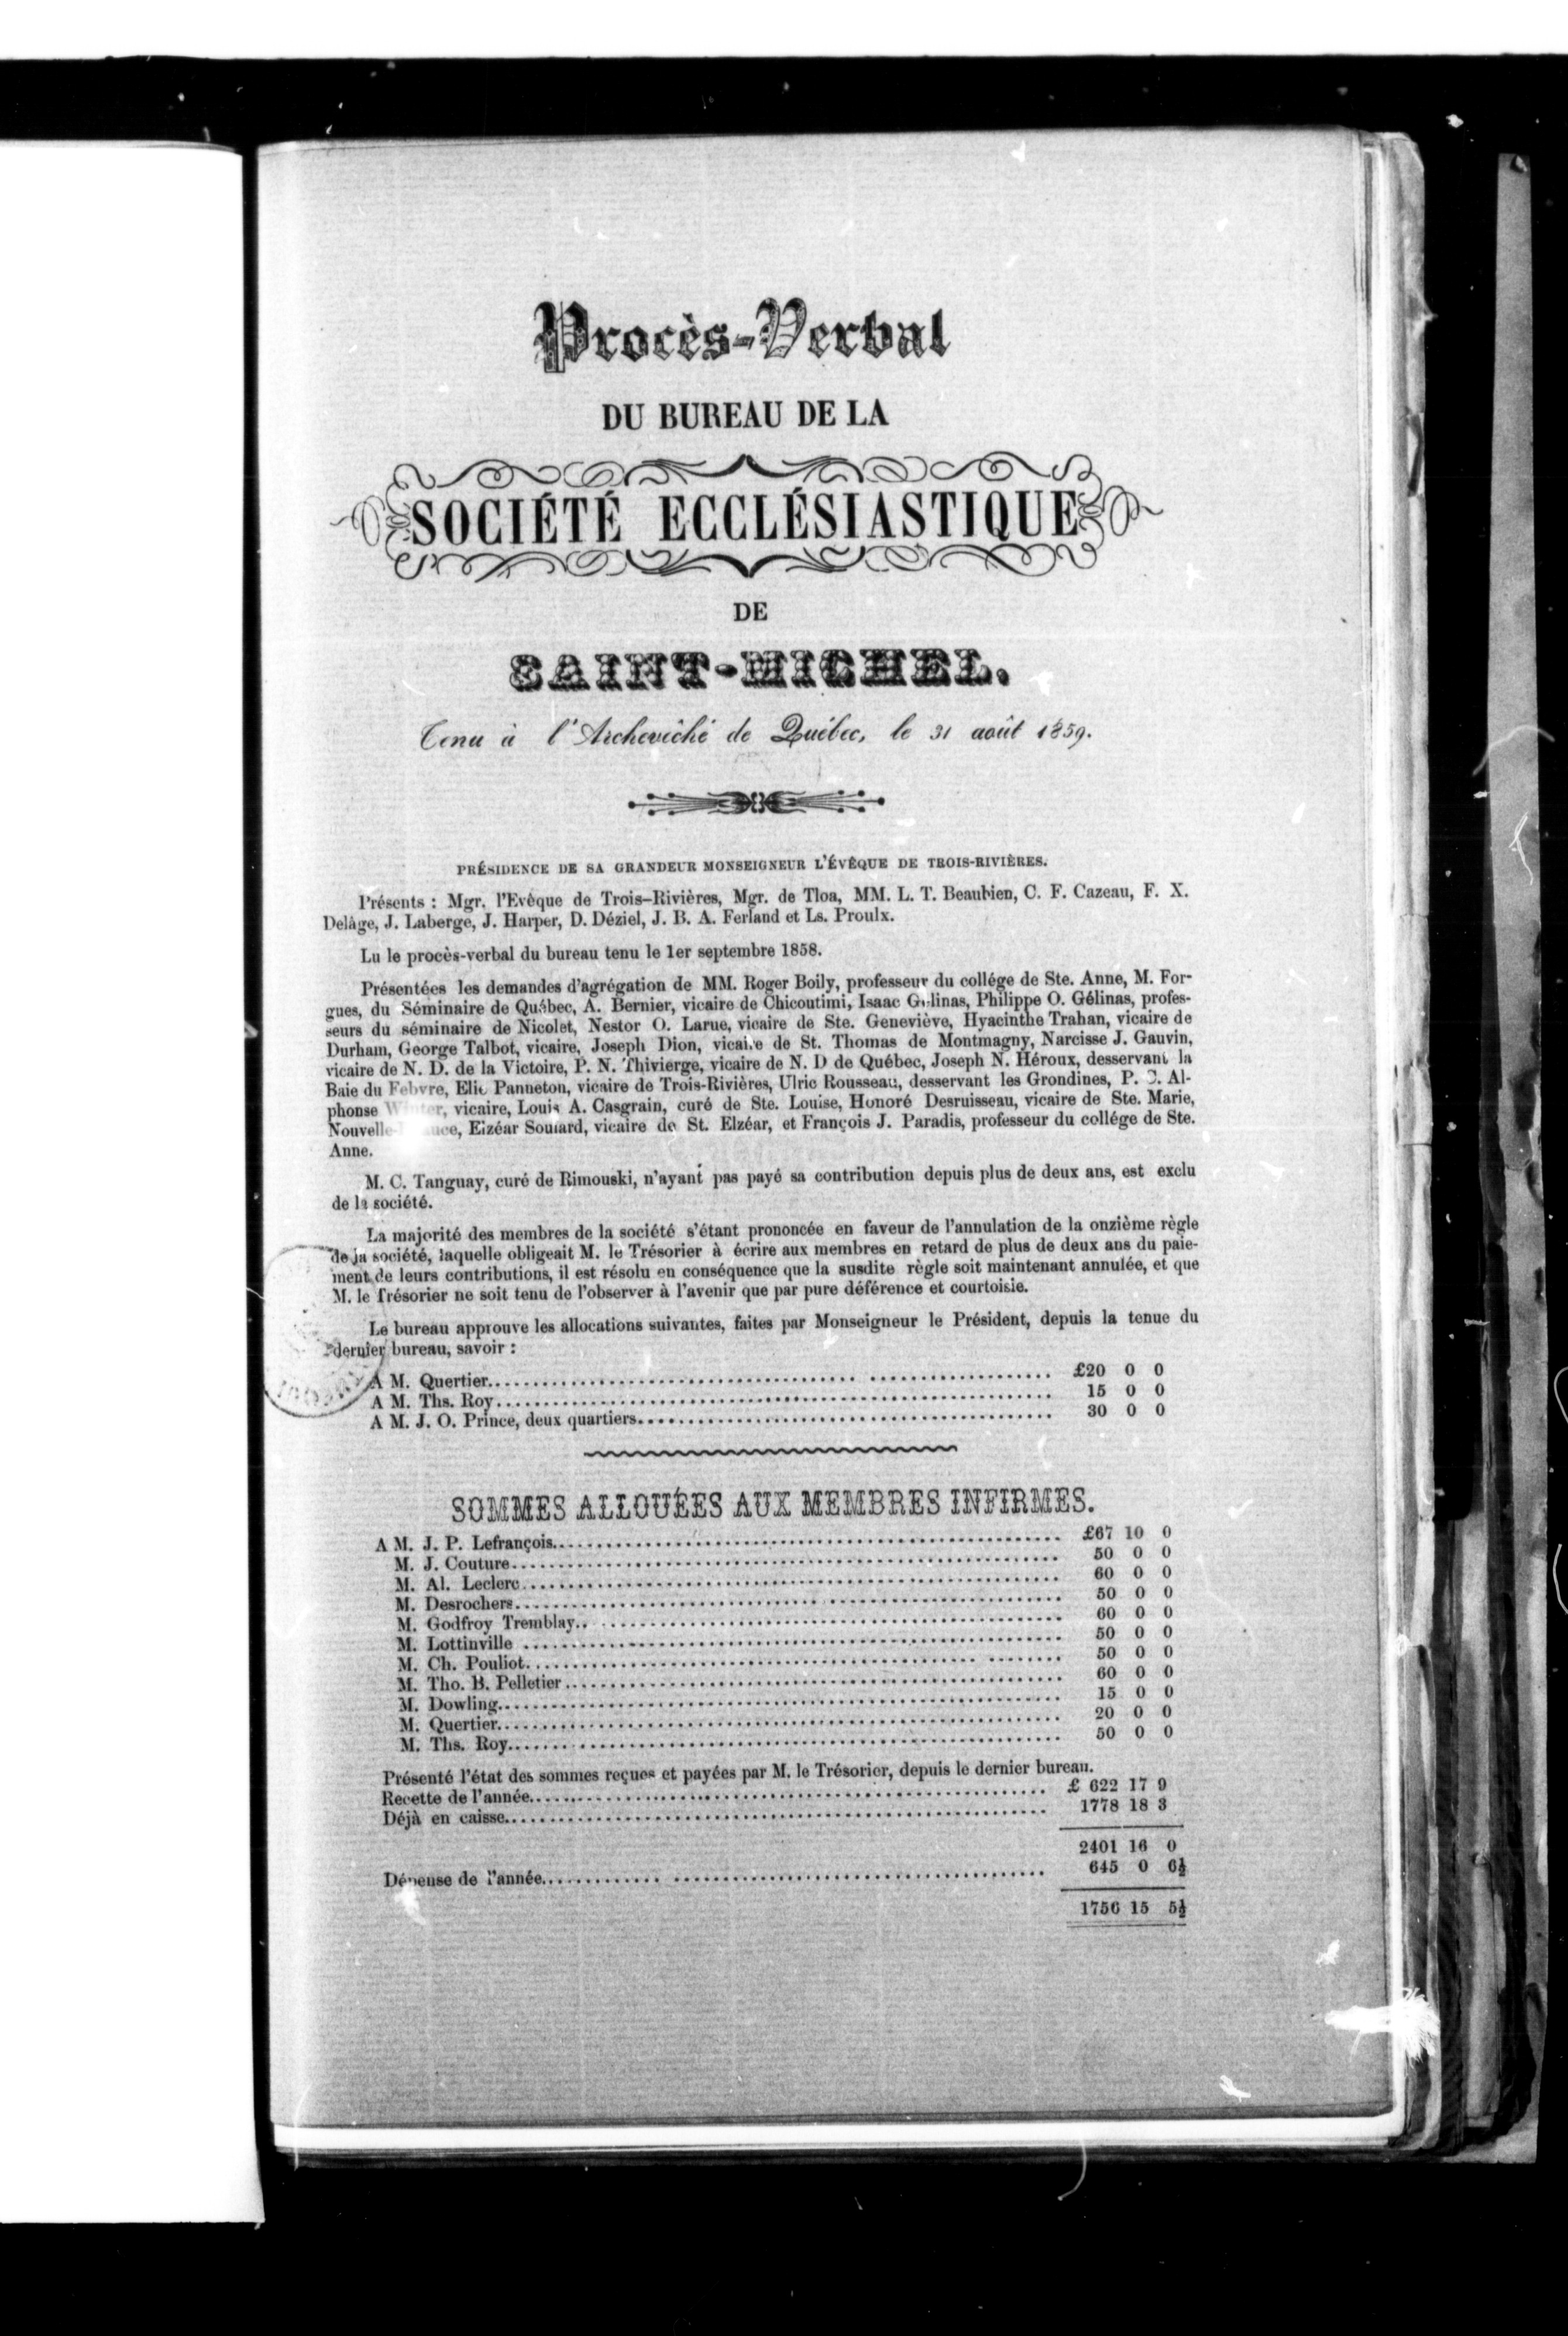 Procès-Verbal
DU BUREAU DE LA
SOCIÉTÉ ECCLÉSIASTIQUE
DE
SAINT-MICHEL.
Tenu à l'Archevêché de Québec, le 31 août 1859.
PRÉSIDENCE DE SA GRANDEUR MONSEIGNEUR L'ÉVÊQUE DE TROIS-RIVIÈRES.
Présents : Mgr. l'Evêque de Trois-Rivières, Mgr. de Tloa, MM. L. T. Beaubien, C. F. Cazeau, F. X.
Delâge, J. Laberge, J. Harper, D. Déziel, J. B. A. Ferland et Ls. Proulx.
Lu le procès-verbal du bureau tenu le 1er septembre 1858.
Présentées les demandes d'agrégation de MM. Roger Boily, professeur du collége de Ste. Anne, M. For-
gues, du Séminaire de Québec, A. Bernier, vicaire de Chicoutimi, Isaac Gélinas, Philippe O. Gélinas, profes-
seurs du séminaire de Nicolet, Nestor O. Larue, vicaire de Ste. Geneviève, Hyacinthe Trahan, vicaire de
Durham, George Talbot, vicaire, Joseph Dion, vicaire de St. Thomas de Montmagny, Narcisse J. Gauvin,
vicaire de N. D. de la Victoire, P. N. Thivierge, vicaire de N. D de Québec, Joseph N. Héroux, desservant la
Baie du Febvre, Elie Panneton, vicaire de Trois-Rivières, Ulric Rousseau, desservant les Grondines, P. C. Al-
phonse Winter, vicaire, Louis A. Casgrain, curé de Ste. Louise, Honoré Desruisseau, vicaire de Ste. Marie,
Nouvelle-Beauce, Elzéar Souiard, vicaire de St. Elzéar, et François J. Paradis, professeur du collége de Ste.
Anne.
M. C. Tanguay, curé de Rimouski, n'ayant pas payé sa contribution depuis plus de deux ans, est exclu
de la société.
La majorité des membres de la société s'étant prononcée en faveur de l'annulation de la onzième règle
de la société, laquelle obligeait M. le Trésorier à écrire aux membres en retard de plus de deux ans du paie-
ment de leurs contributions, il est résolu en conséquence que la susdite règle soit maintenant annulée, et que
M. le Trésorier ne soit tenu de l'observer à l'avenir que par pure déférence et courtoisie.
Le bureau approuve les allocations suivantes, faites par Monseigneur le Président, depuis la tenue du
dernier bureau, savoir :
A M. Quertier.......... £20 0 0
A M. Ths. Roy.......... 15 0 0
A M. J. O. Prince, deux quartiers.......... 30 0 0
SOMMES ALLOUÉES AUX MEMBRES INFIRMES.
A M. J. P. Lefrançois.......... £67 10 0
M. J. Couture.......... 50 0 0
M. Al. Leclerc.......... 60 0 0
M. Desrochers.......... 50 0 0
M. Godfroy Tremblay.......... 60 0 0
M. Lottinville .......... 50 0 0
M. Ch. Pouliot.......... 50 0 0
M. Tho. B. Pelletier.......... 60 0 0
M. Dowling.......... 15 0 0
M. Quertier.......... 20 0 0
M. Ths. Roy.......... 50 0 0
Présenté l'état des sommes reçues et payées par M. le Trésorier, depuis le dernier bureau.
Recette de l'année.......... £ 622 17 9
Déjà en caisse.......... 1778 18 3
2401 16 0
Dépense de l'année.......... 645 0 6½
1756 15 5½